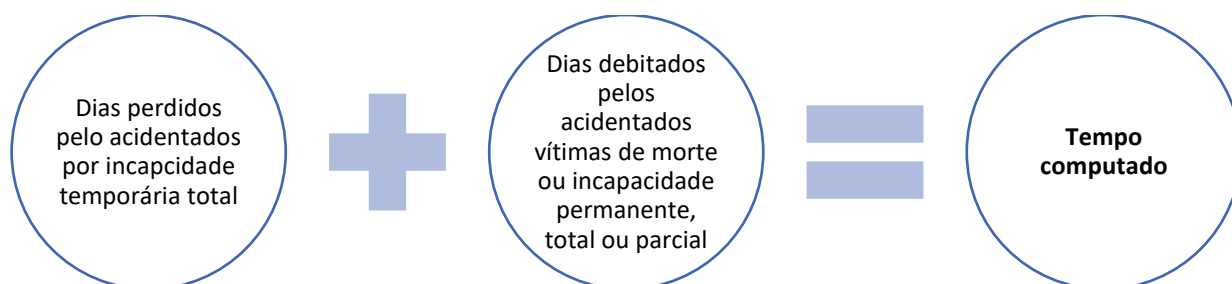 Dias perdidos
pelo acidentados
por incapcidade
temporária total
Dias debitados
pelos
acidentados
vítimas de morte
ou incapacidade
permanente,
total ou parcial
Tempo
computado